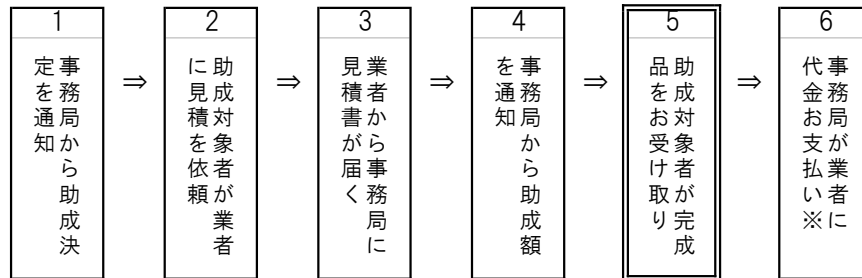 1
事務局から助成決
定を通知
⇒
2
助成対象者が業者
に見積を依頼
⇒
3
業者から事務局に
見積書が届く
⇒
4
事務局から助成額
を通知
⇒
5
助成対象者が完成
品をお受け取り
⇒
6
事務局が業者に
代金お支払い※